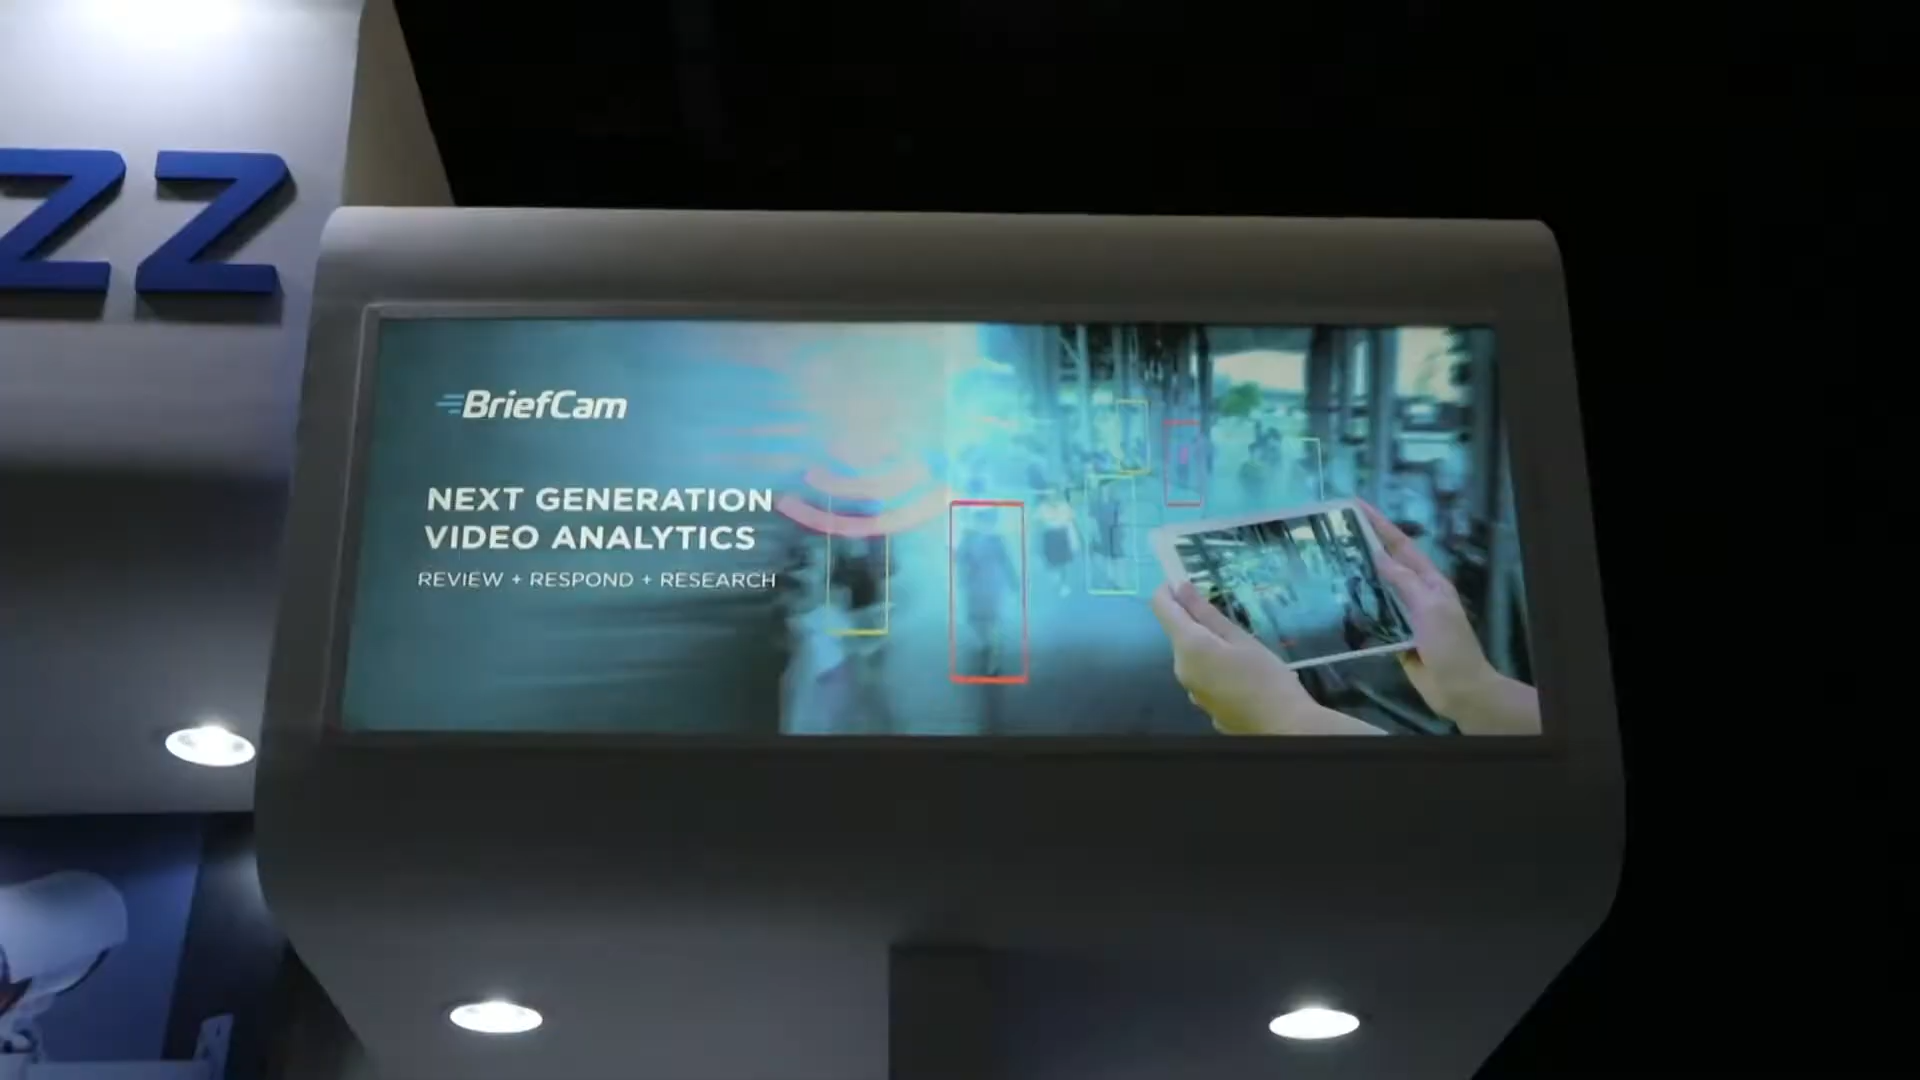 ZZ
BriefCam
NEXT GENERATION
VIDEO ANALYTICS
REVIEW + RESPOND + RESEARCH